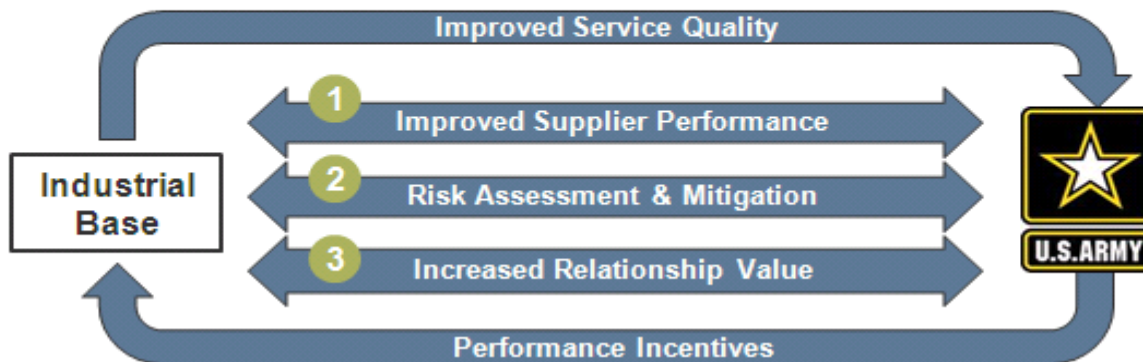 Improved Service Quality
1
Improved Supplier Performance
Industrial
Base
2
Risk Assessment & Mitigation
3
Increased Relationship Value
U.S.ARMY
Performance Incentives